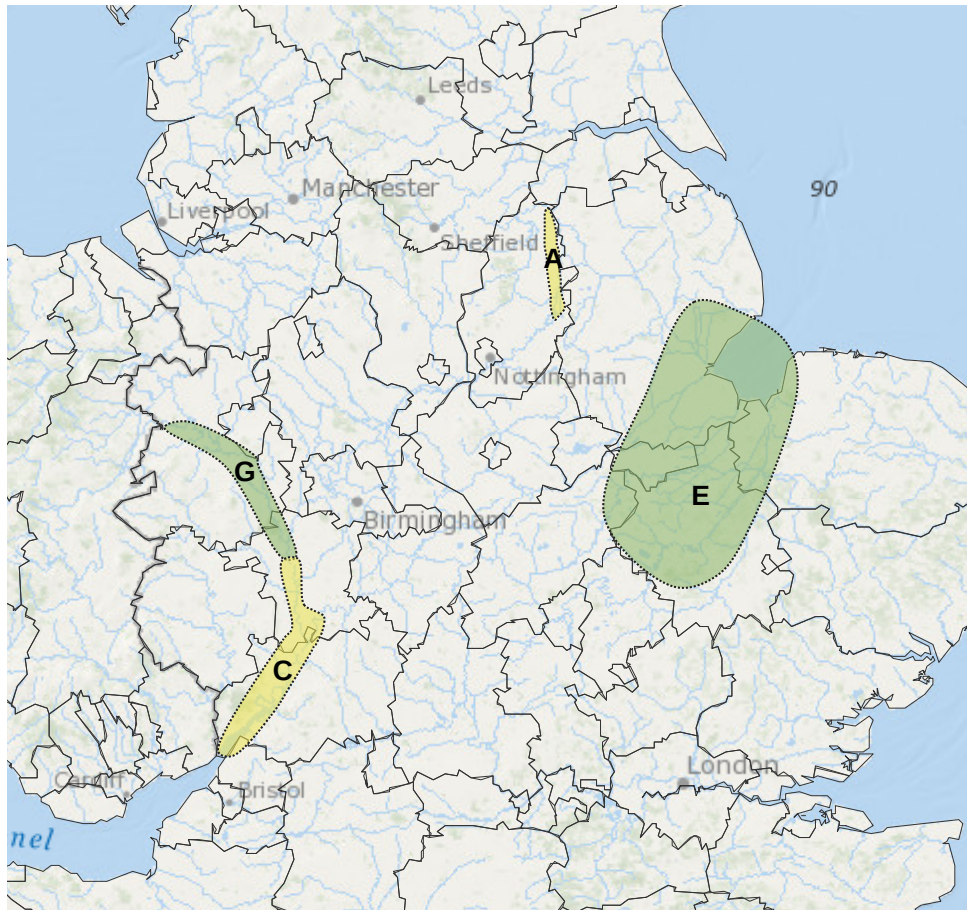 Leeds
90
Manchester
Liverpool
Sheffield
A
Nottingham
G
E
Birmingham
C
London
Cardiff
Bristol
nel